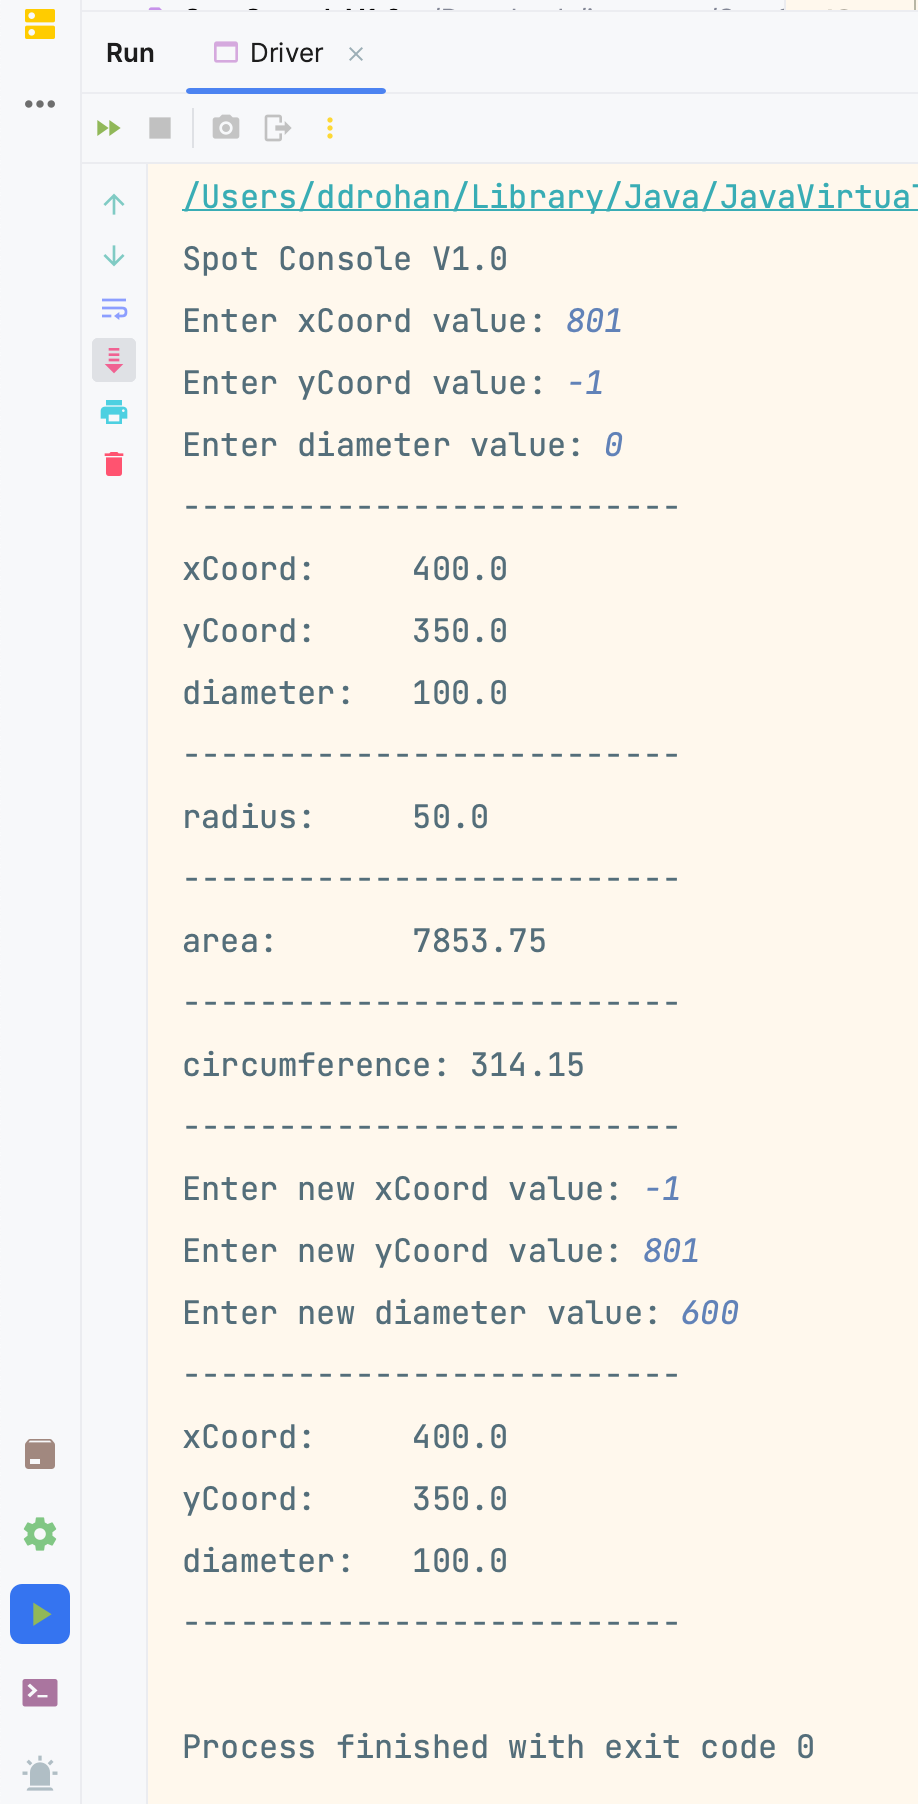 Run Driver
/Users/ddrohan/Library/Java/JavaVirtual
Spot Console V1.0
Enter xCoord value: 801
Enter yCoord value: -1
Enter diameter value: 0
--------------------------
xCoord:     400.0
yCoord:     350.0
diameter:   100.0
--------------------------
radius:     50.0
--------------------------
area:       7853.75
--------------------------
circumference: 314.15
--------------------------
Enter new xCoord value: -1
Enter new yCoord value: 801
Enter new diameter value: 600
--------------------------
xCoord:     400.0
yCoord:     350.0
diameter:   100.0
--------------------------
Process finished with exit code 0